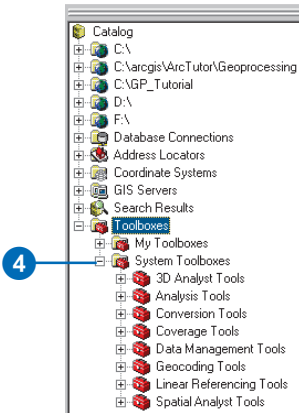 Catalog
C:\
C:\arcgis\ArcTutor\Geoprocessing
C:\GP_Tutorial
D:\
F:\
Database Connections
Address Locators
Coordinate Systems
GIS Servers
Search Results
Toolboxes
My Toolboxes
4 System Toolboxes
3D Analyst Tools
Analysis Tools
Conversion Tools
Coverage Tools
Data Management Tools
Geocoding Tools
Linear Referencing Tools
Spatial Analyst Tools